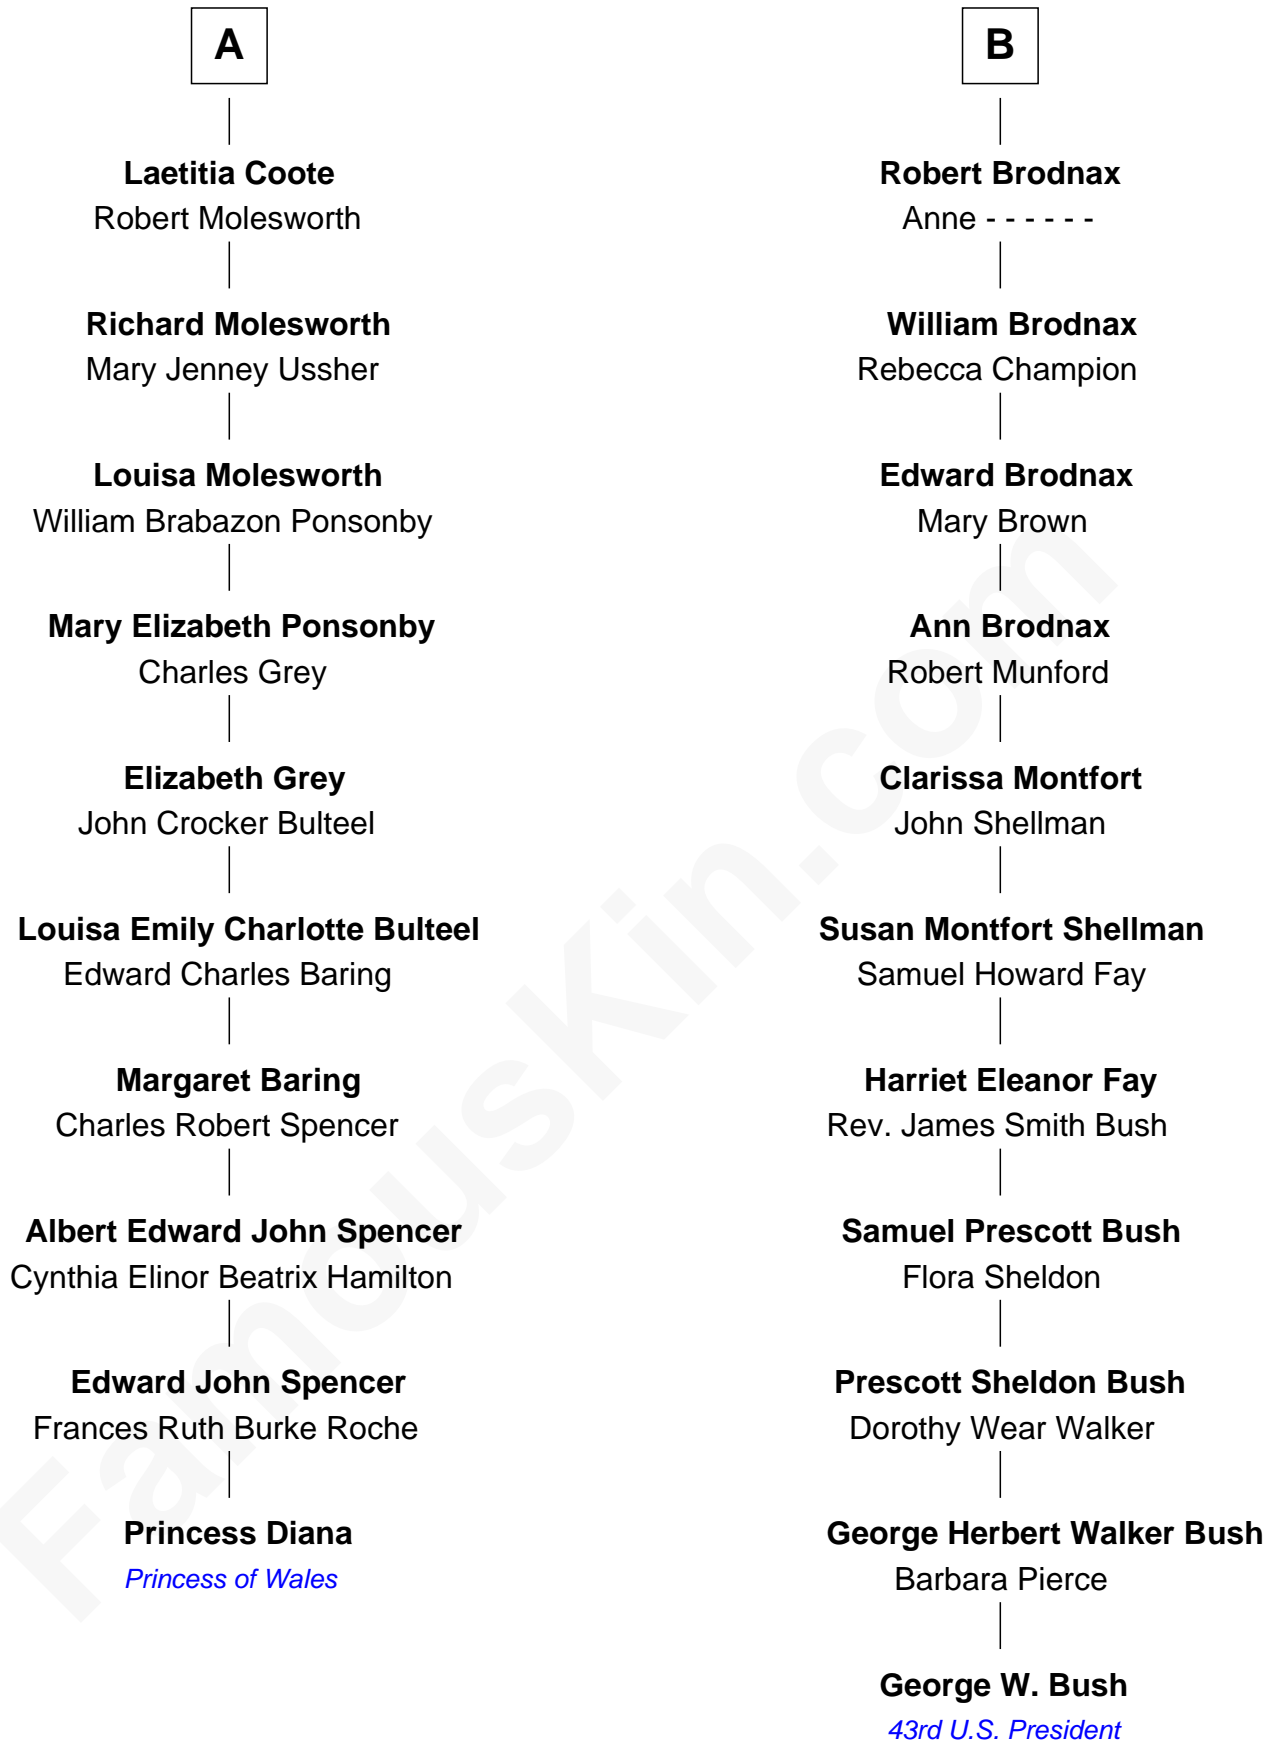 A
Laetitia Coote
Robert Molesworth
Richard Molesworth
Mary Jenney Ussher
Louisa Molesworth
William Brabazon Ponsonby
Mary Elizabeth Ponsonby
Charles Grey
Elizabeth Grey
John Crocker Bulteel
Louisa Emily Charlotte Bulteel
Edward Charles Baring
Margaret Baring
Charles Robert Spencer
Albert Edward John Spencer
Cynthia Elinor Beatrix Hamilton
Edward John Spencer
Frances Ruth Burke Roche
Princess Diana
Princess of Wales
B
Robert Brodnax
Anne - - - - - -
William Brodnax
Rebecca Champion
Edward Brodnax
Mary Brown
Ann Brodnax
Robert Munford
Clarissa Montfort
John Shellman
Susan Montfort Shellman
Samuel Howard Fay
Harriet Eleanor Fay
Rev. James Smith Bush
Samuel Prescott Bush
Flora Sheldon
Prescott Sheldon Bush
Dorothy Wear Walker
George Herbert Walker Bush
Barbara Pierce
George W. Bush
43rd U.S. President
FamousKin.com